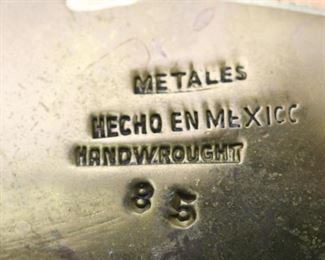 METALES
HECHO EN MEXICO
HANDWROUGHT
85